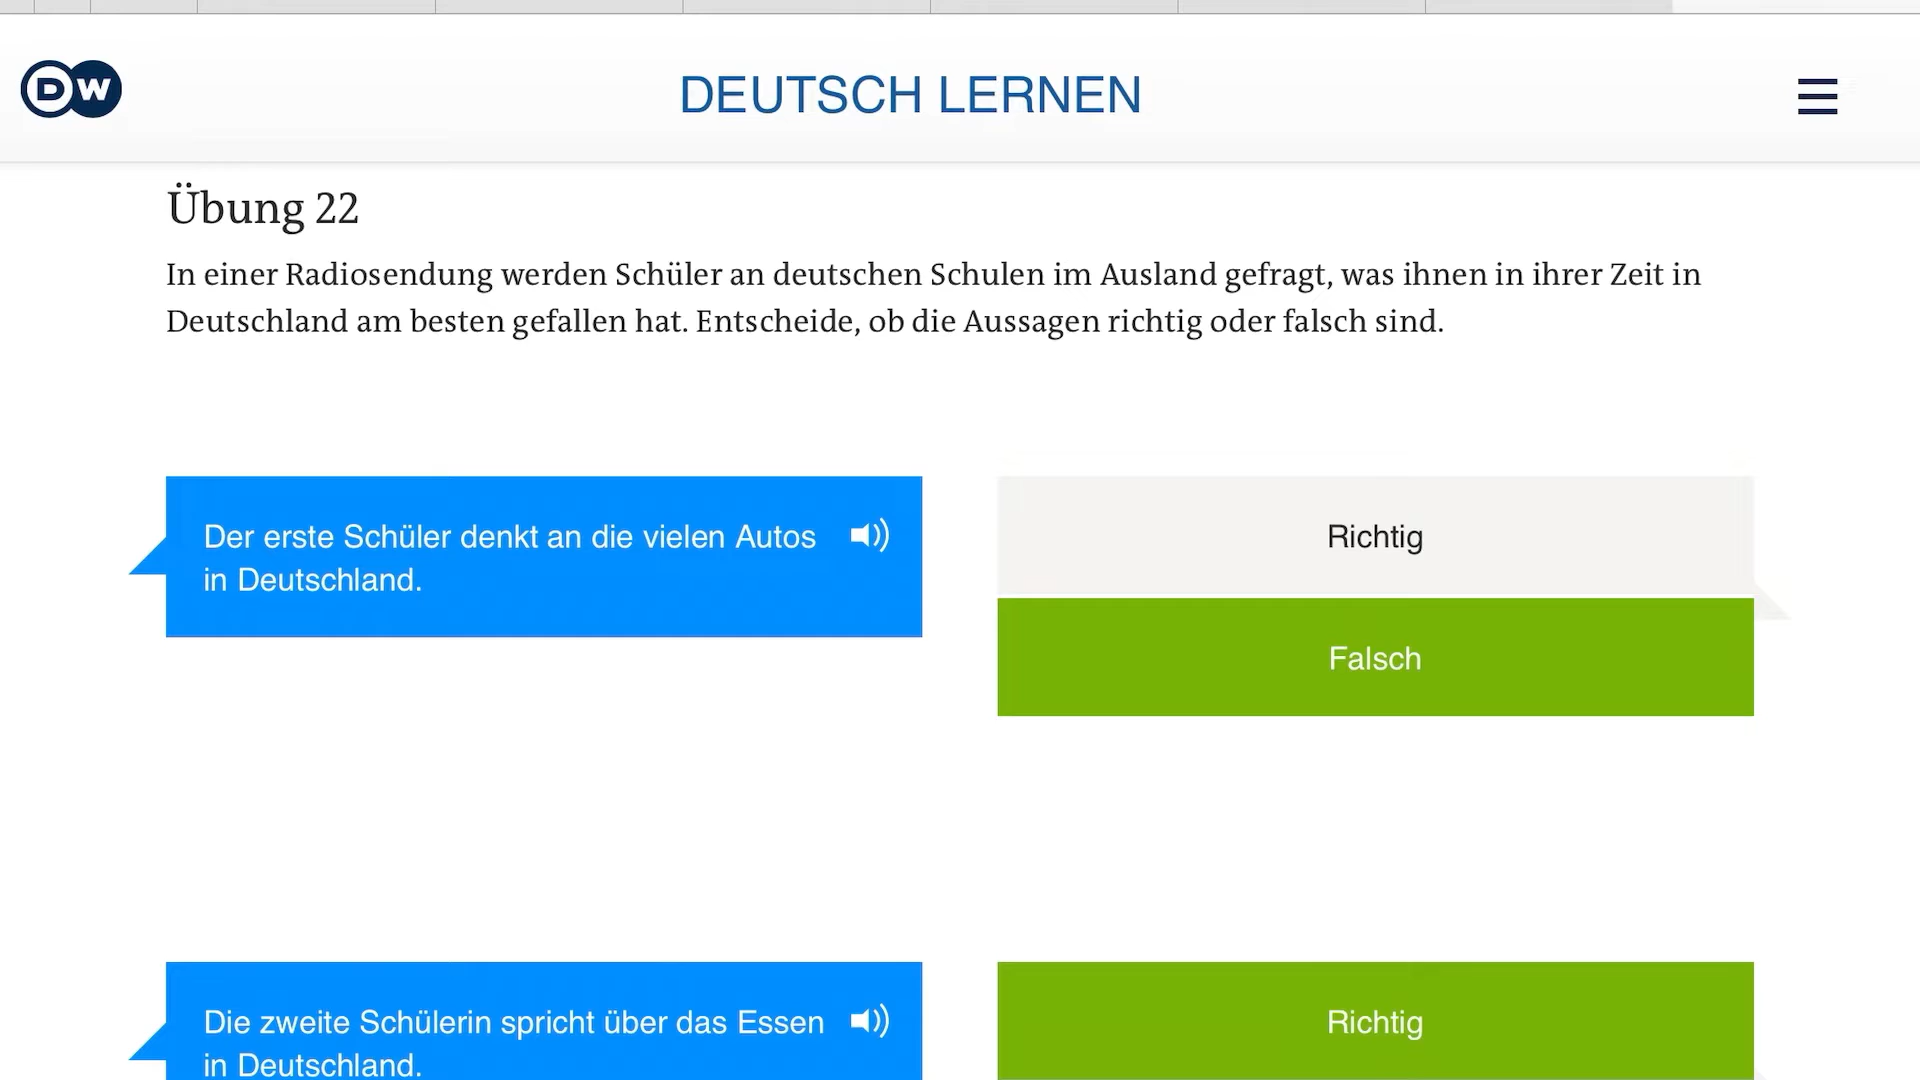 DW
DEUTSCH LERNEN
Übung 22
In einer Radiosendung werden Schüler an deutschen Schulen im Ausland gefragt, was ihnen in ihrer Zeit in
Deutschland am besten gefallen hat. Entscheide, ob die Aussagen richtig oder falsch sind.
Der erste Schüler denkt an die vielen Autos
in Deutschland.
Richtig
Falsch
Die zweite Schülerin spricht über das Essen
in Deutschland.
Richtig